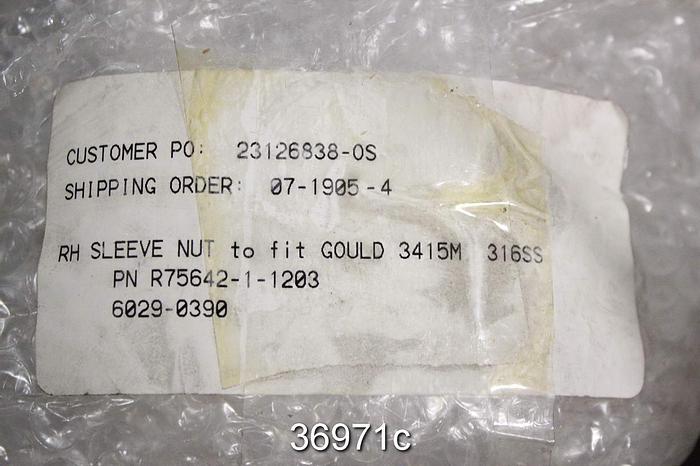 CUSTOMER PO: 23126838-OS
SHIPPING ORDER: 07-1905-4
RH SLEEVE NUT to fit GOULD 3415M 316SS
PN R75642-1-1203
6029-0390
36971c